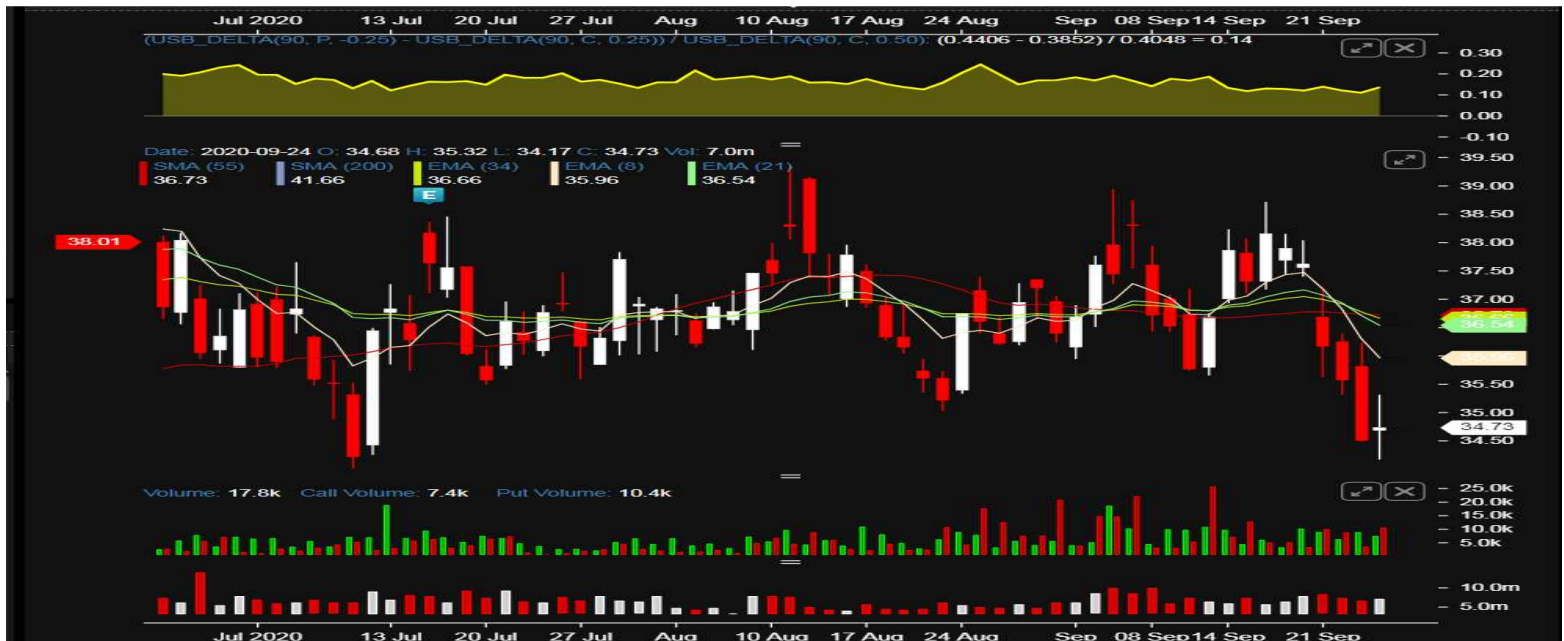 Jul 2020 13 Jul 20 Jul 27 Jul Aug 10 Aug 17 Aug 24 Aug Sep 08 Sep 14 Sep 21 Sep
(USB_DELTA(90, P, -0.25) - USB_DELTA(90, C, 0.25)) / USB_DELTA(90, C, 0.50): (0.4406 - 0.3852) / 0.4048 = 0.14
0.30
0.20
0.10
0.00
-0.10
Date: 2020-09-24 O: 34.68 H: 35.32 L: 34.17 C: 34.73 Vol: 7.0m
SMA (55) SMA (200) EMA (34) EMA (8) EMA (21)
36.73 41.66 36.66 35.96 36.54
E
39.50
39.00
38.50
38.01
38.00
37.50
37.00
36.54
35.50
35.00
34.73
34.50
Volume: 17.8k Call Volume: 7.4k Put Volume: 10.4k
25.0k
20.0k
15.0k
10.0k
5.0k
10.0m
5.0m
Jul 2020 13 Jul 20 Jul 27 Jul Aug 10 Aug 17 Aug 24 Aug Sep 08 Sep 14 Sep 21 Sep